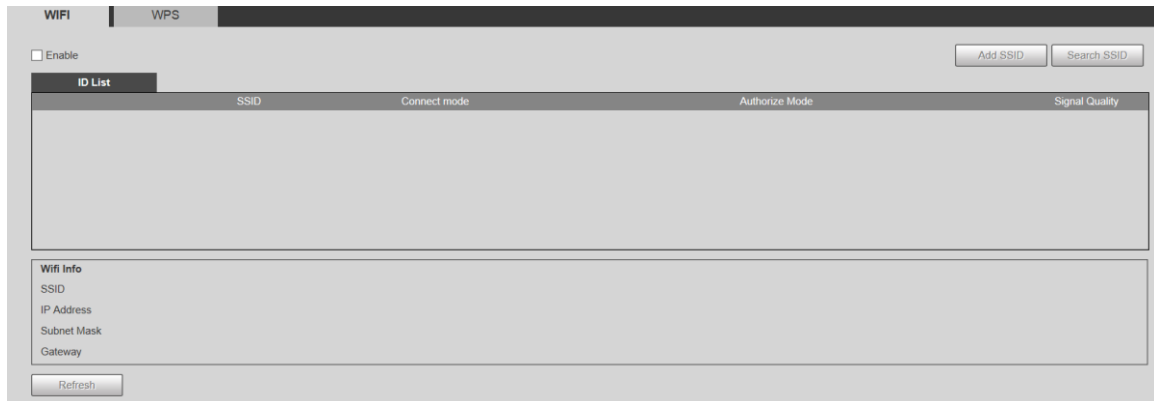 WIFI WPS
Enable Add SSID Search SSID
ID List
SSID Connect mode Authorize Mode Signal Quality
Wifi Info
SSID
IP Address
Subnet Mask
Gateway
Refresh